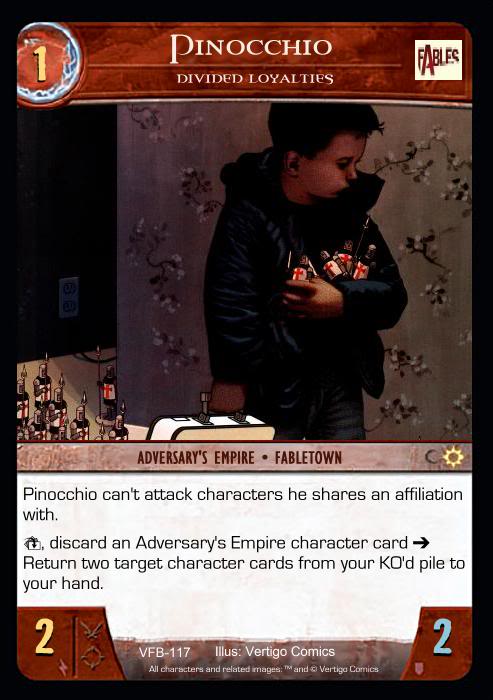 1
PINOCCHIO
FABLES
DIVIDED LOYALTIES
ADVERSARY'S EMPIRE • FABLETOWN
Pinocchio can't attack characters he shares an affiliation
with.
, discard an Adversary's Empire character card ➔
Return two target character cards from your KO'd pile to
your hand.
2
2
VFB-117 Illus: Vertigo Comics
All characters and related images: ™ and © Vertigo Comics